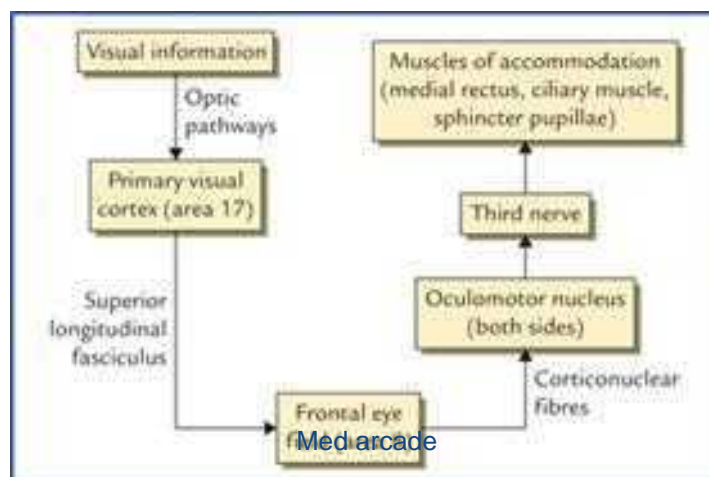 Visual information
Optic
pathways
Primary visual
cortex (area 17)
Superior
longitudinal
fasciculus
Frontal eye
Med arcade
Corticonuclear
fibres
Oculomotor nucleus
(both sides)
Third nerve
Muscles of accommodation
(medial rectus, ciliary muscle,
sphincter pupillae)